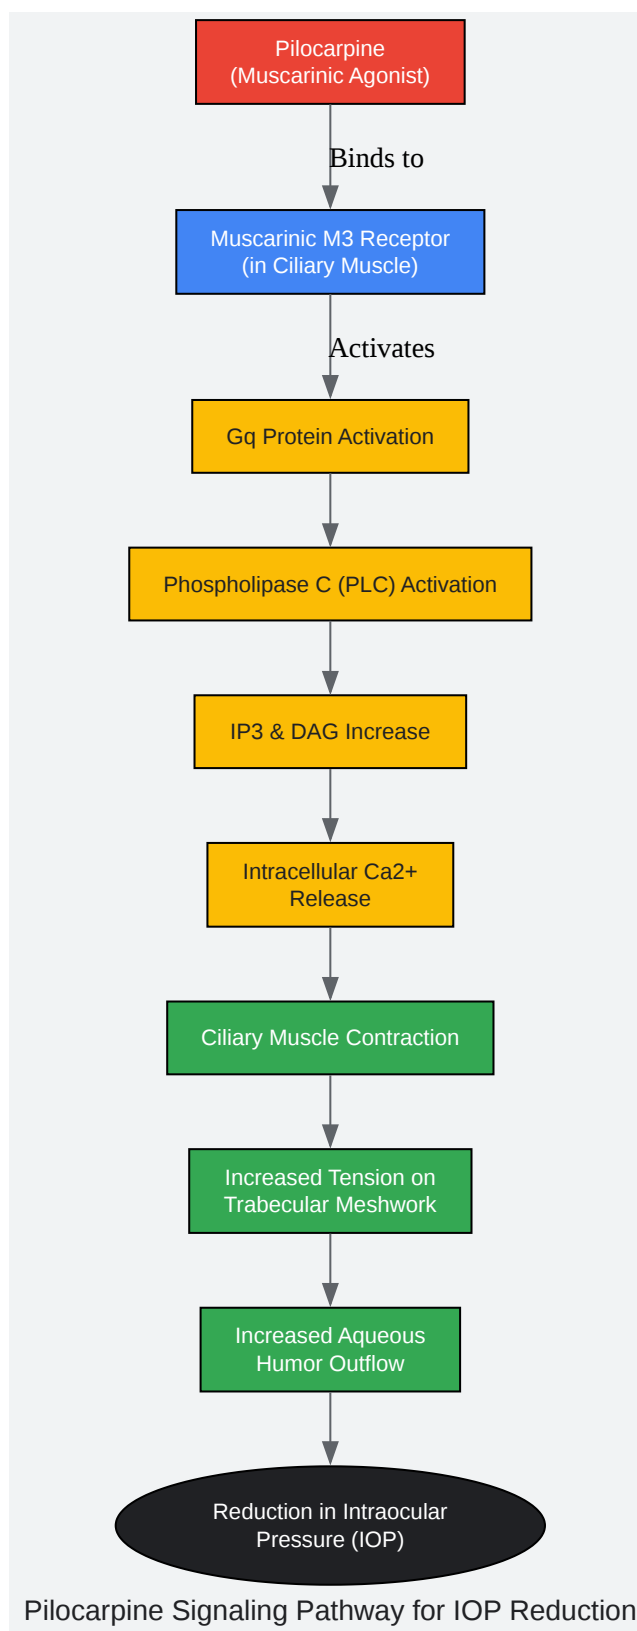 Pilocarpine
(Muscarinic Agonist)
Binds to
Muscarinic M3 Receptor
(in Ciliary Muscle)
Activates
Gq Protein Activation
Phospholipase C (PLC) Activation
IP3 & DAG Increase
Intracellular Ca2+
Release
Ciliary Muscle Contraction
Increased Tension on
Trabecular Meshwork
Increased Aqueous
Humor Outflow
Reduction in Intraocular
Pressure (IOP)
Pilocarpine Signaling Pathway for IOP Reduction